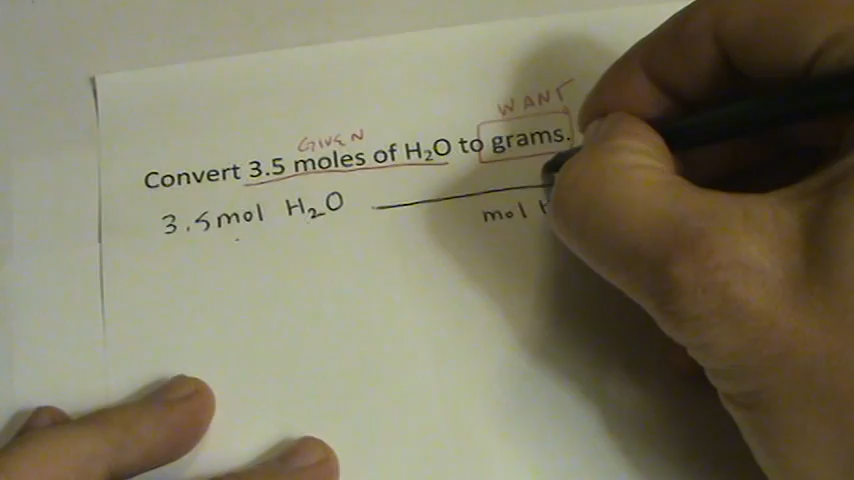 GIVEN WANT
Convert 3.5 moles of H₂O to grams.
3.5 mol H₂O
mol H